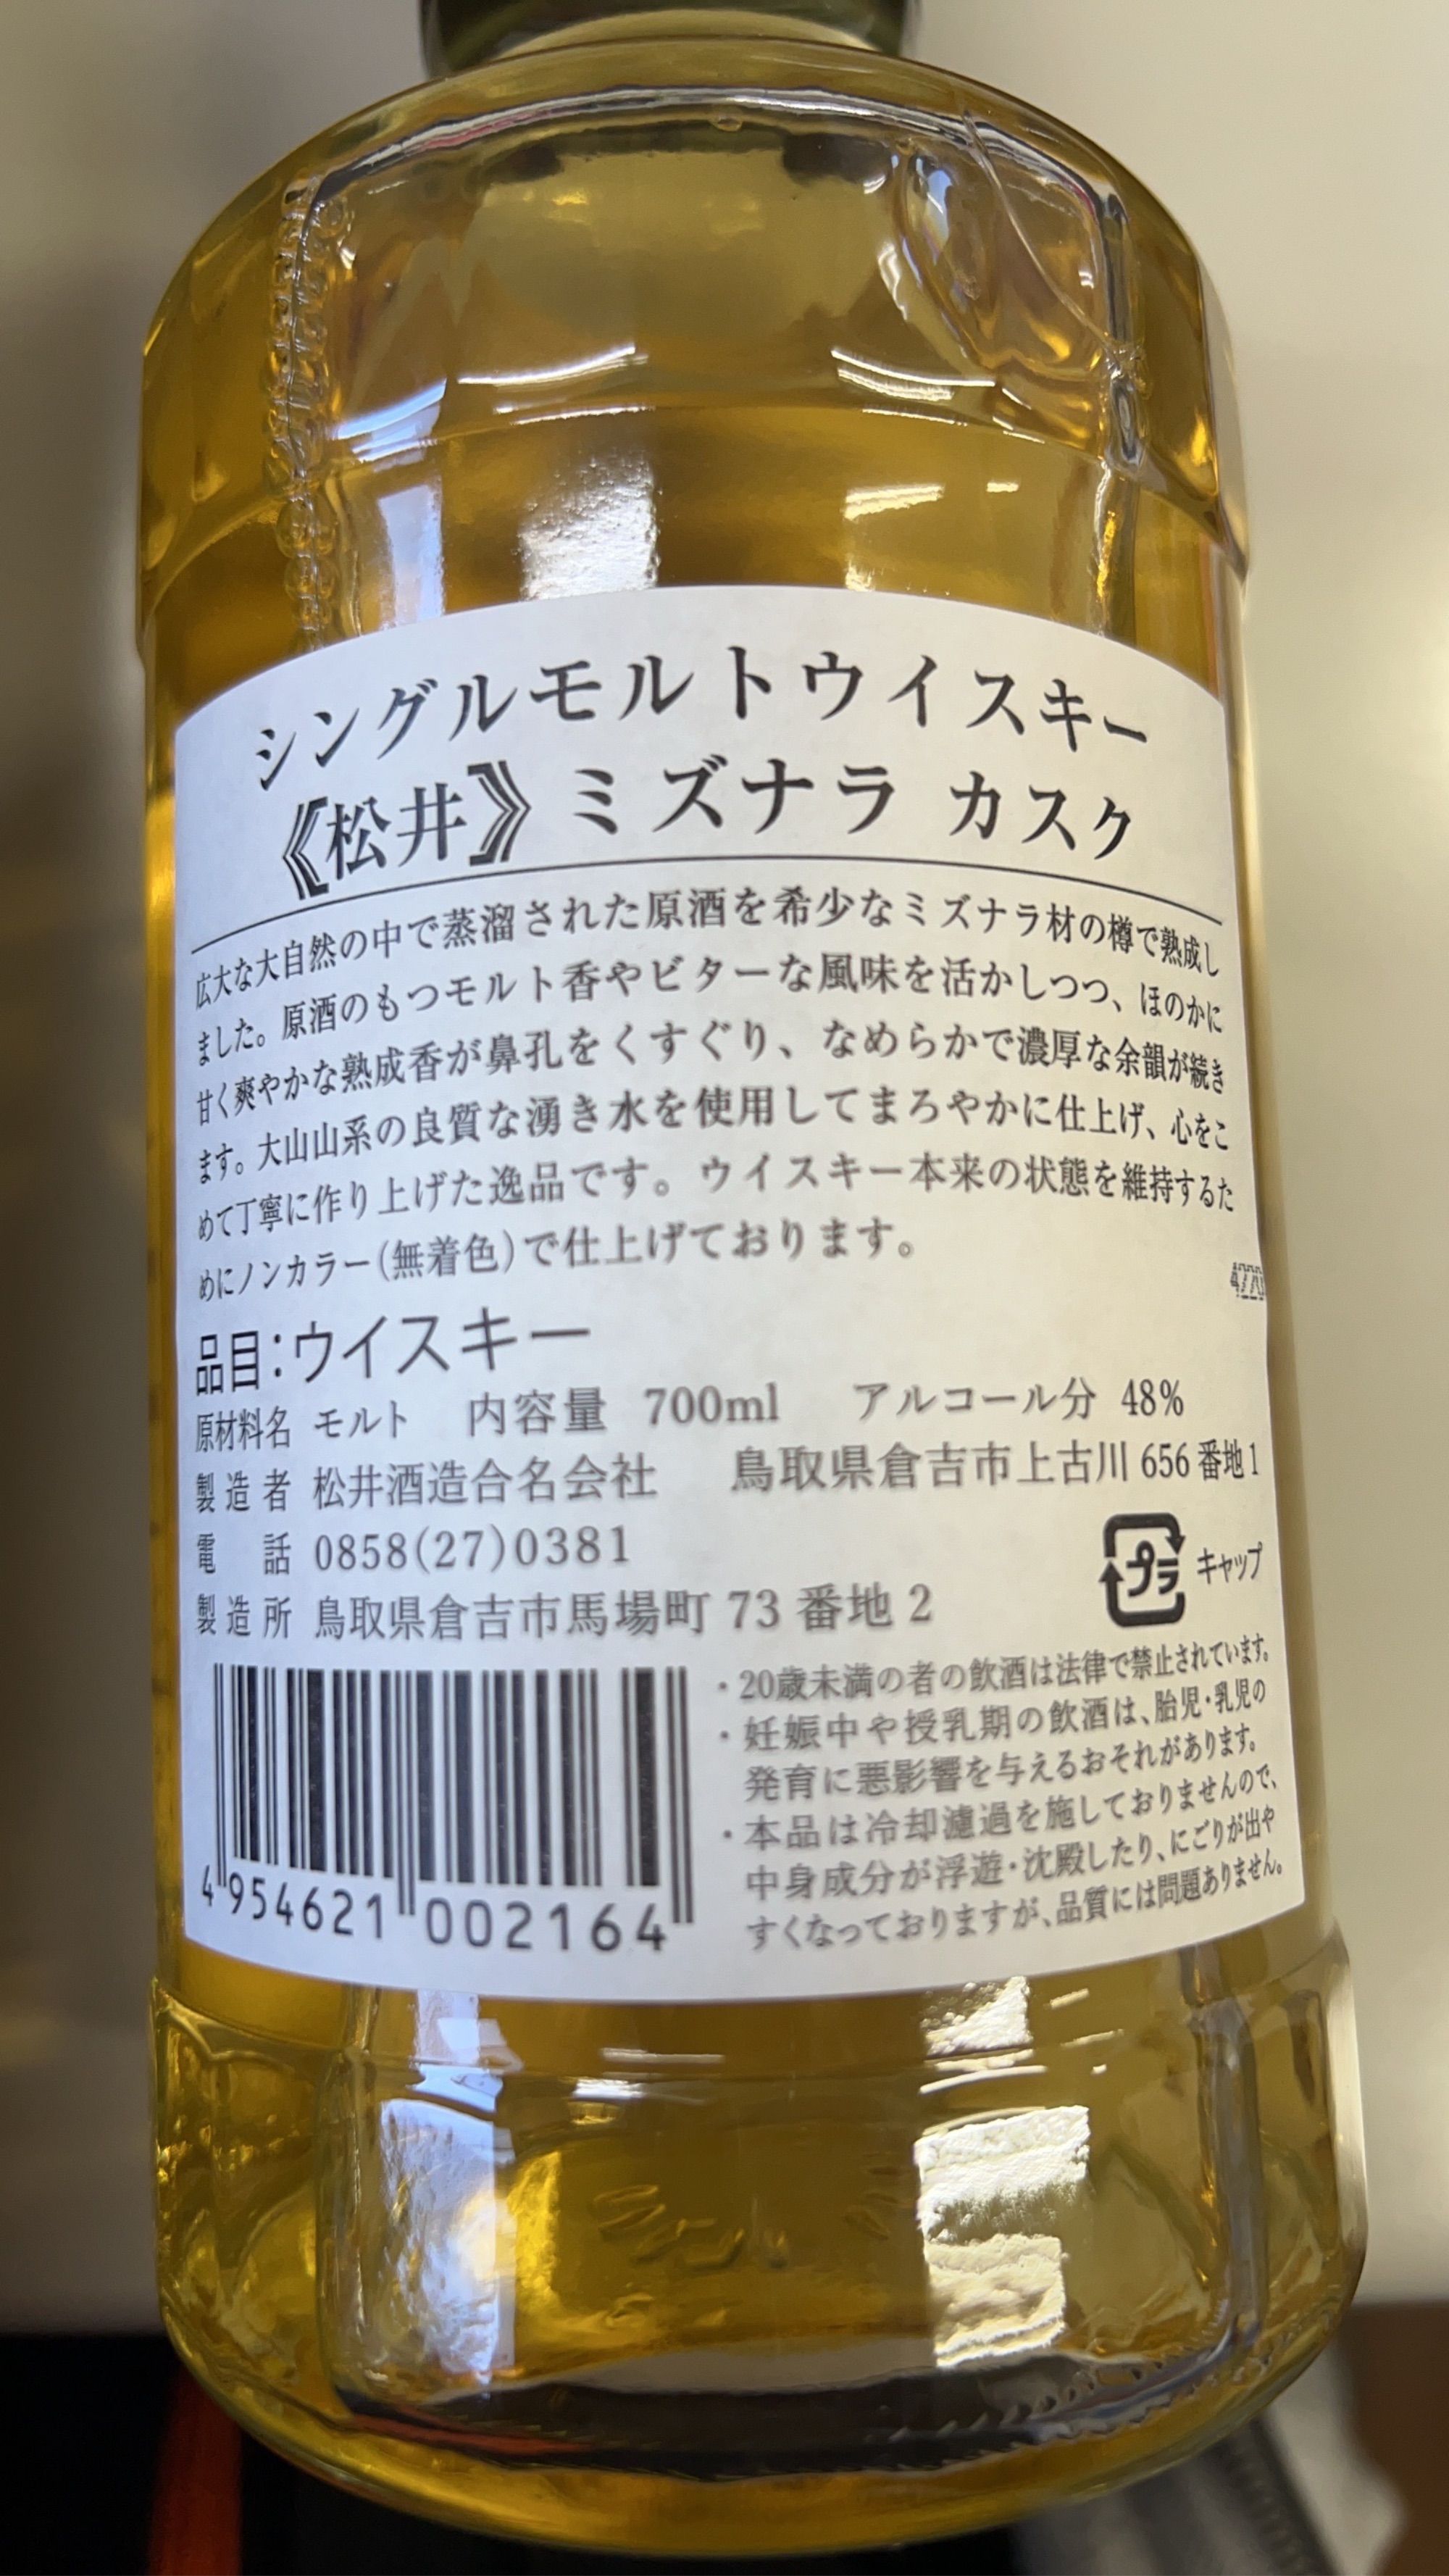 シングルモルトウイスキー
《松井》ミズナラ カスク
広大な大自然の中で蒸溜された原酒を希少なミズナラ材の樽で熟成し
ました。原酒のもつモルト香やビターな風味を活かしつつ、ほのかに
甘く爽やかな熟成香が鼻孔をくすぐり、なめらかで濃厚な余韻が続き
ます。大山山系の良質な湧き水を使用してまろやかに仕上げ、心をこ
めて丁寧に作り上げた逸品です。ウイスキー本来の状態を維持するた
めにノンカラー(無着色)で仕上げております。
品目:ウイスキー
原材料名 モルト 内容量 700ml アルコール分 48%
製造者 松井酒造合名会社 鳥取県倉吉市上古川 656 番地1
電話 0858(27)0381
製造所 鳥取県倉吉市馬場町 73 番地 2
プラ キャップ
4 954621 002164
・20歳未満の者の飲酒は法律で禁止されています。
・妊娠中や授乳期の飲酒は、胎児・乳児の
発育に悪影響を与えるおそれがあります。
・本品は冷却濾過を施しておりませんので、
中身成分が浮遊・沈殿したり、にごりが出や
すくなっておりますが、品質には問題ありません。